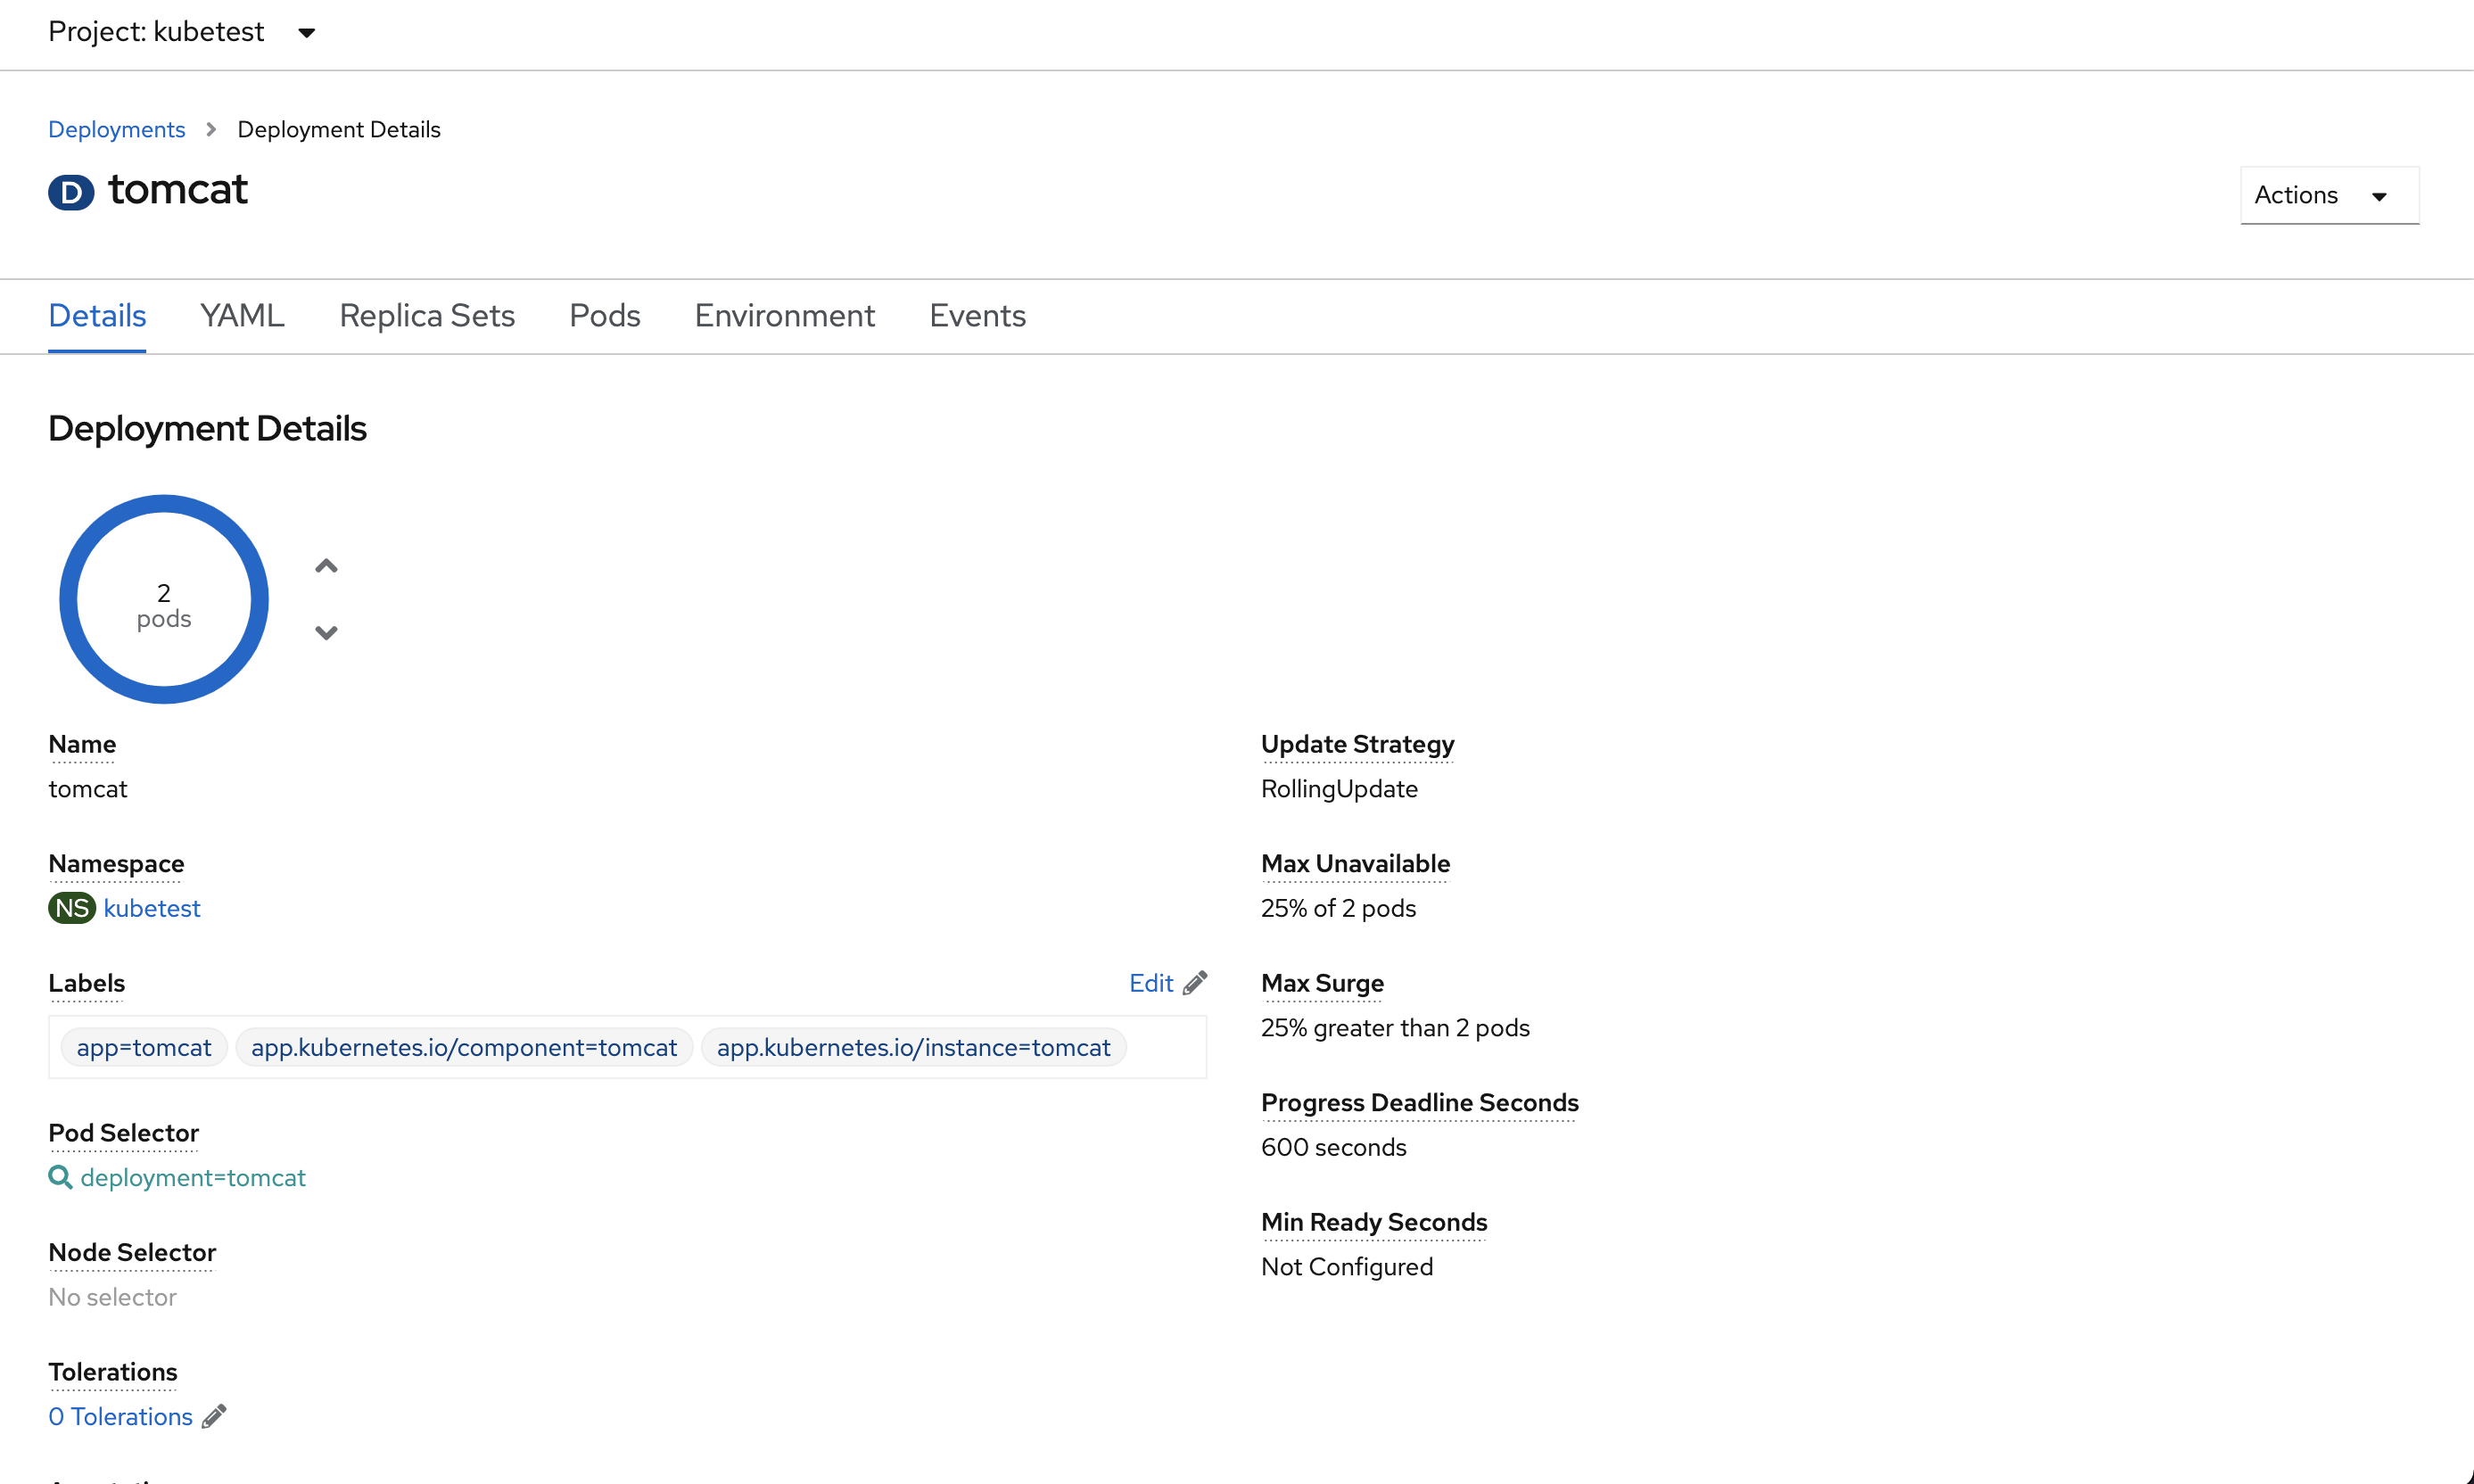 Project: kubetest
Deployments > Deployment Details
D tomcat
Actions
Details YAML Replica Sets Pods Environment Events
Deployment Details
2
pods
Name
tomcat
Namespace
NS kubetest
Labels Edit
app=tomcat app.kubernetes.io/component=tomcat app.kubernetes.io/instance=tomcat
Pod Selector
deployment=tomcat
Node Selector
No selector
Tolerations
0 Tolerations
Update Strategy
RollingUpdate
Max Unavailable
25% of 2 pods
Max Surge
25% greater than 2 pods
Progress Deadline Seconds
600 seconds
Min Ready Seconds
Not Configured